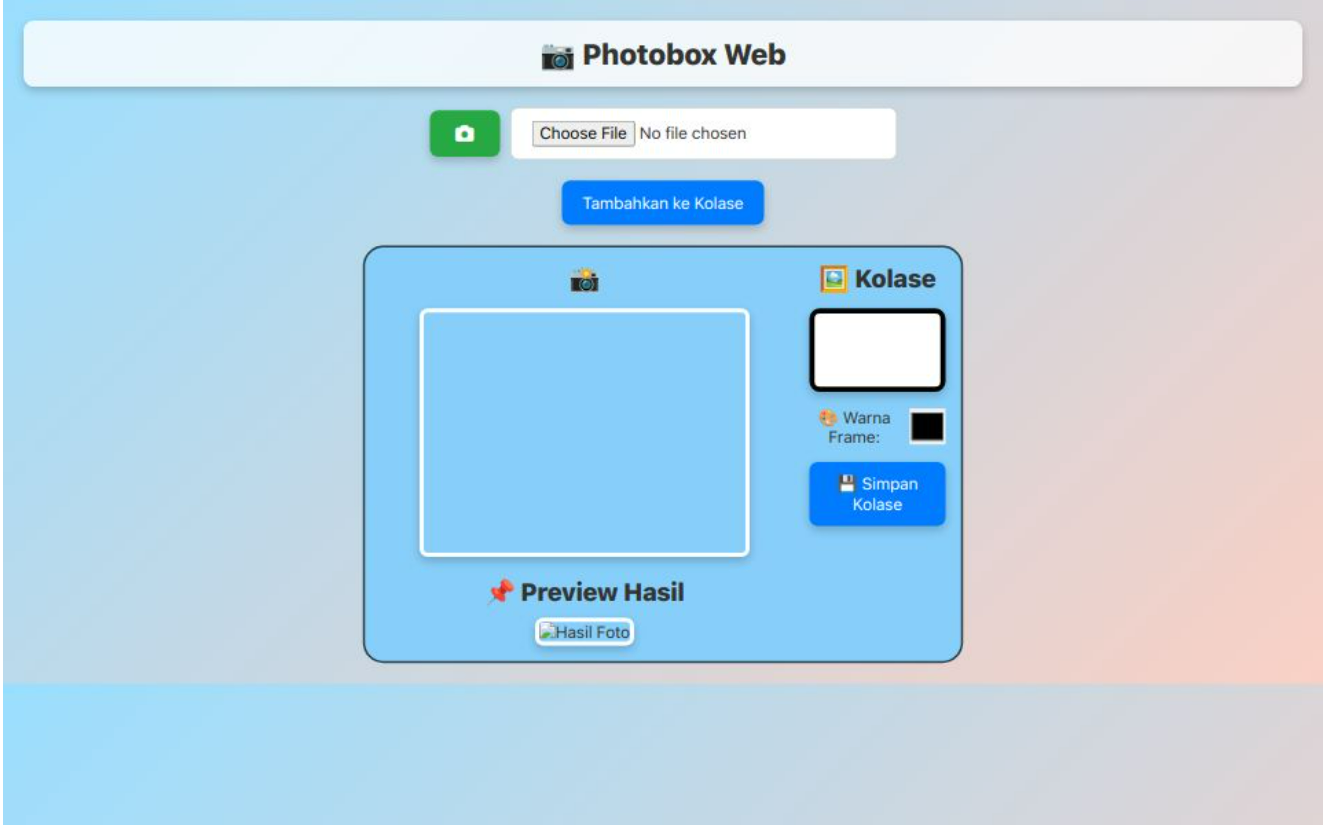 📷 Photobox Web
Choose File No file chosen
Tambahkan ke Kolase
📸
🖼️ Kolase
🎨 Warna
Frame:
💾 Simpan
Kolase
📌 Preview Hasil
Hasil Foto